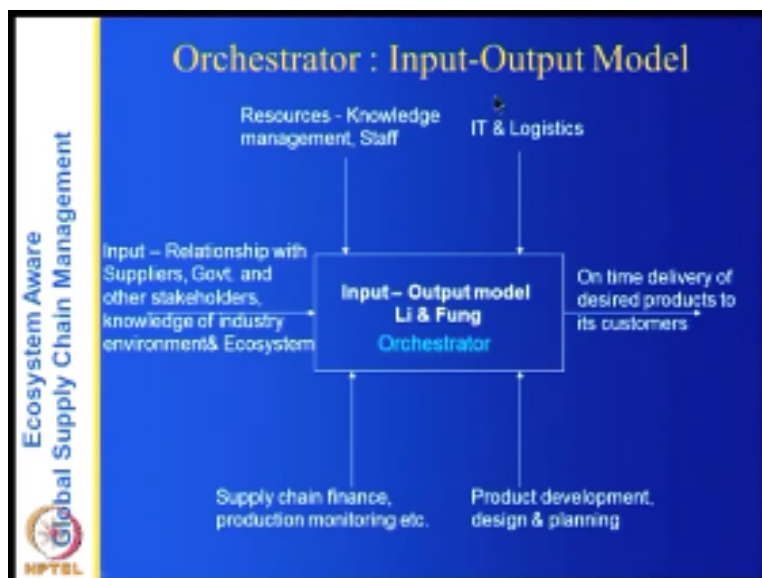 Orchestrator : Input-Output Model
Resources - Knowledge
management, Staff
IT & Logistics
Input – Relationship with
Suppliers, Govt. and
other stakeholders,
knowledge of industry
environment& Ecosystem
Input – Output model
Li & Fung
Orchestrator
On time delivery of
desired products to
its customers
Supply chain finance,
production monitoring etc.
Product development,
design & planning
Ecosystem Aware
Global Supply Chain Management
NPTEL